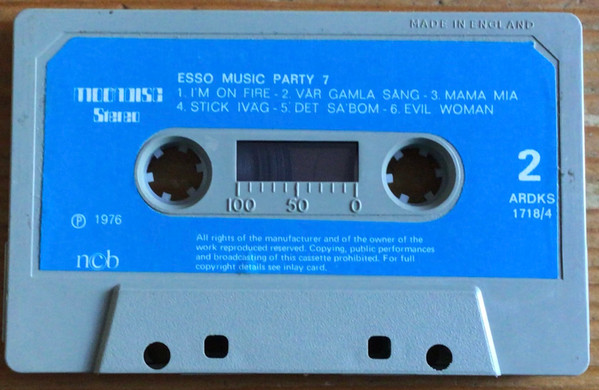 MADE IN ENGLAND
ESSO MUSIC PARTY 7
MOONDISC
Stereo
1. I'M ON FIRE - 2. VÅR GAMLA SÅNG - 3. MAMA MIA
4. STICK IVÄG - 5. DET SA'BOM - 6. EVIL WOMAN
2
ARDKS
1718/4
100 50 0
Ⓟ 1976
ncb
All rights of the manufacturer and of the owner of the
work reproduced reserved. Copying, public performances
and broadcasting of this cassette prohibited. For full
copyright details see inlay card.